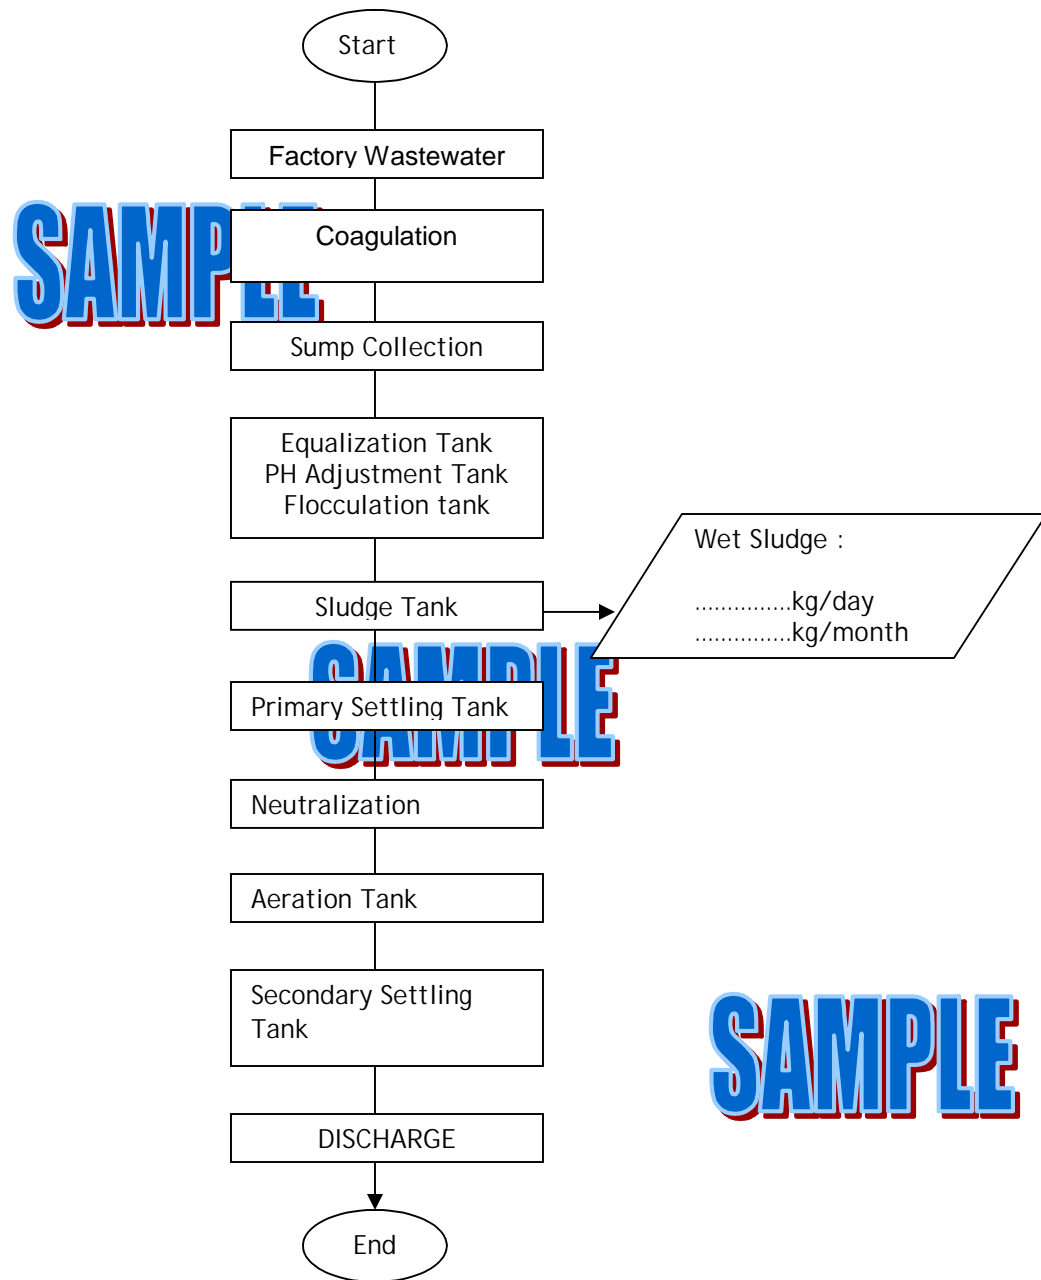 Start
Factory Wastewater
SAMPLE
Coagulation
Sump Collection
Equalization Tank
PH Adjustment Tank
Flocculation tank
Wet Sludge :
...............kg/day
...............kg/month
Sludge Tank
SAMPLE
Primary Settling Tank
Neutralization
Aeration Tank
Secondary Settling
Tank
SAMPLE
DISCHARGE
End